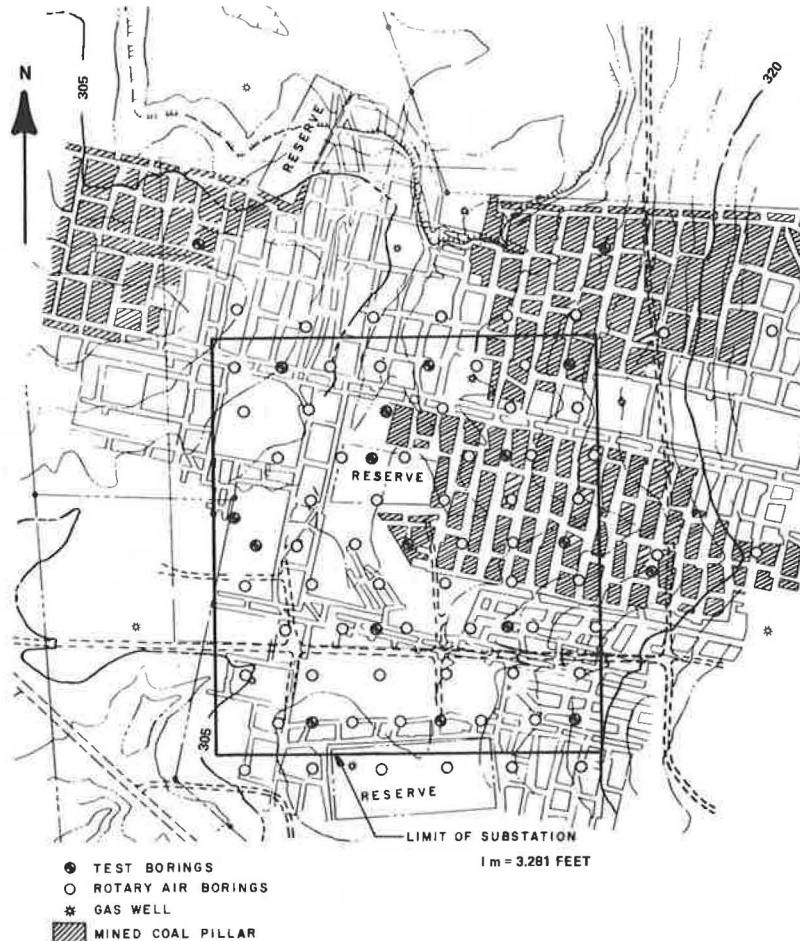 320
305
N
RESERVE
RESERVE
305
RESERVE
LIMIT OF SUBSTATION
1 m = 3.281 FEET
TEST BORINGS
ROTARY AIR BORINGS
GAS WELL
MINED COAL PILLAR